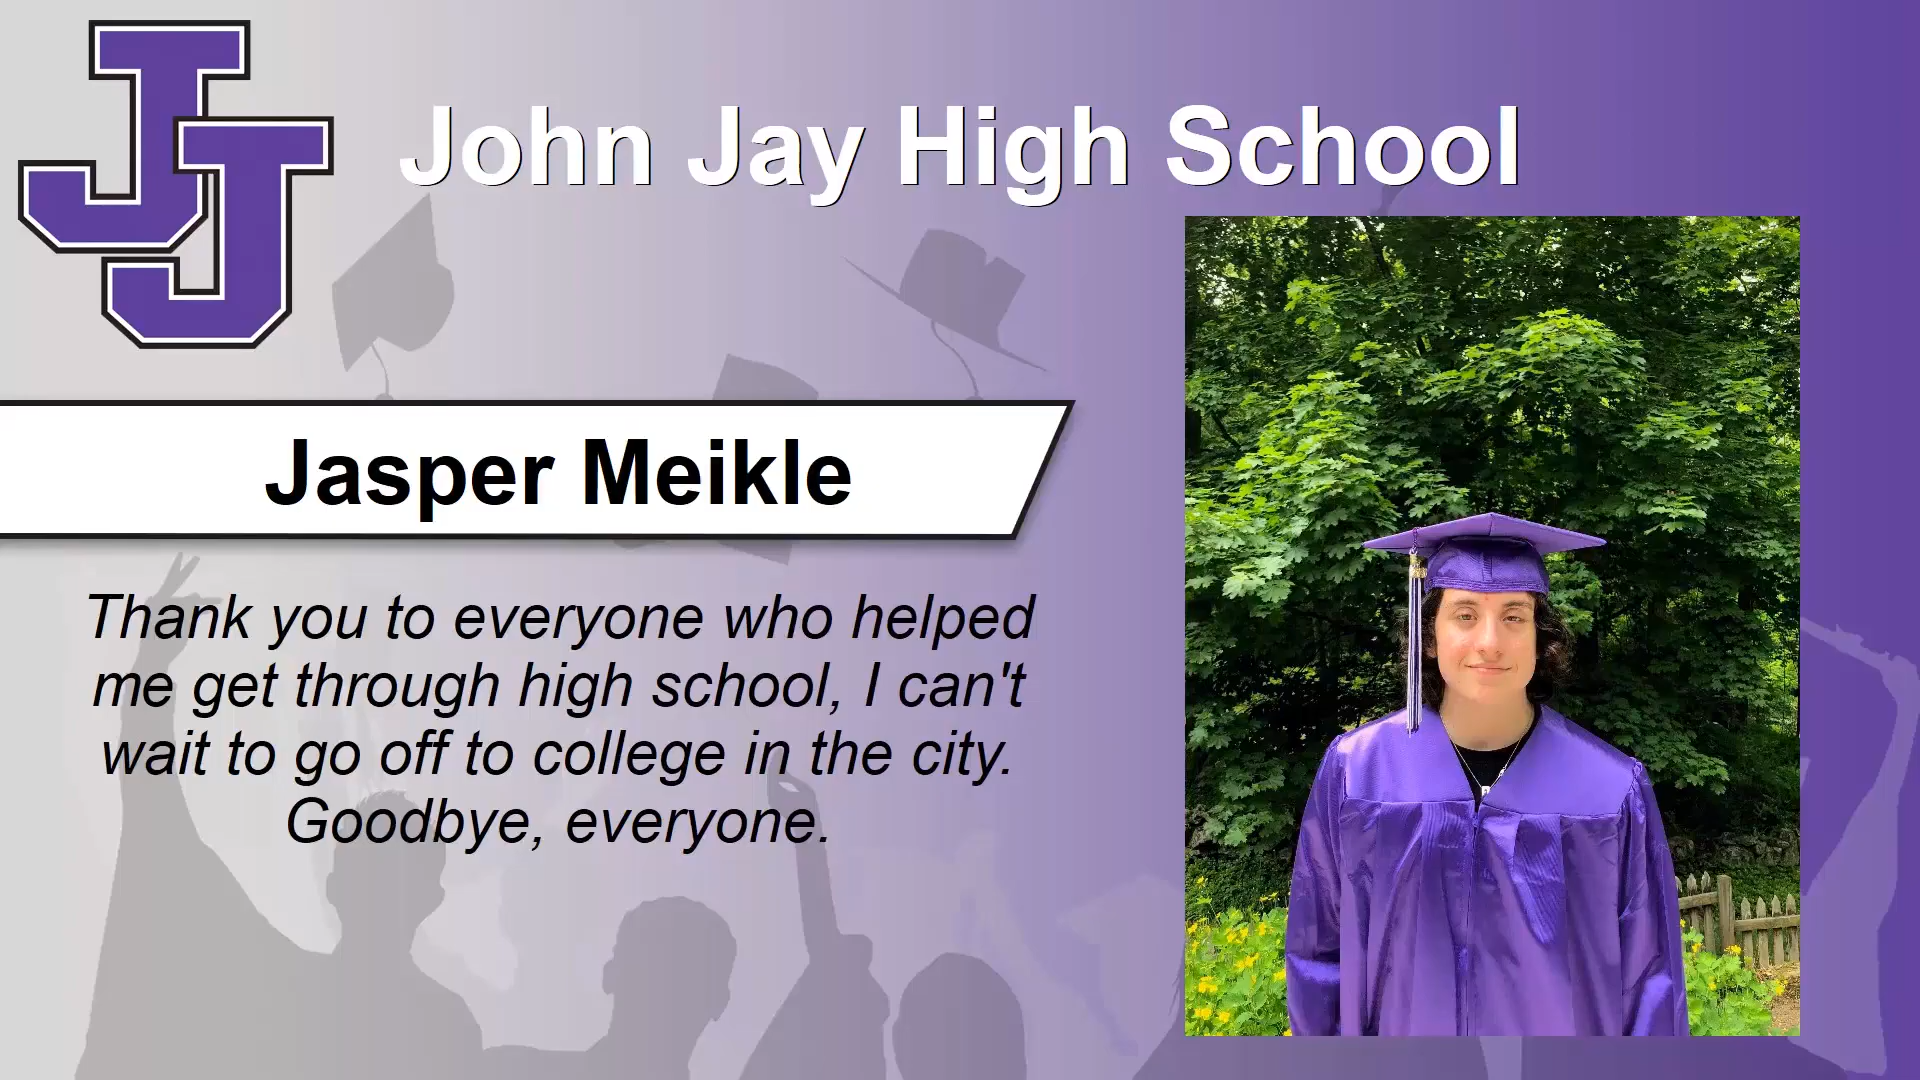 JJ
John Jay High School
Jasper Meikle
Thank you to everyone who helped
me get through high school, I can't
wait to go off to college in the city.
Goodbye, everyone.